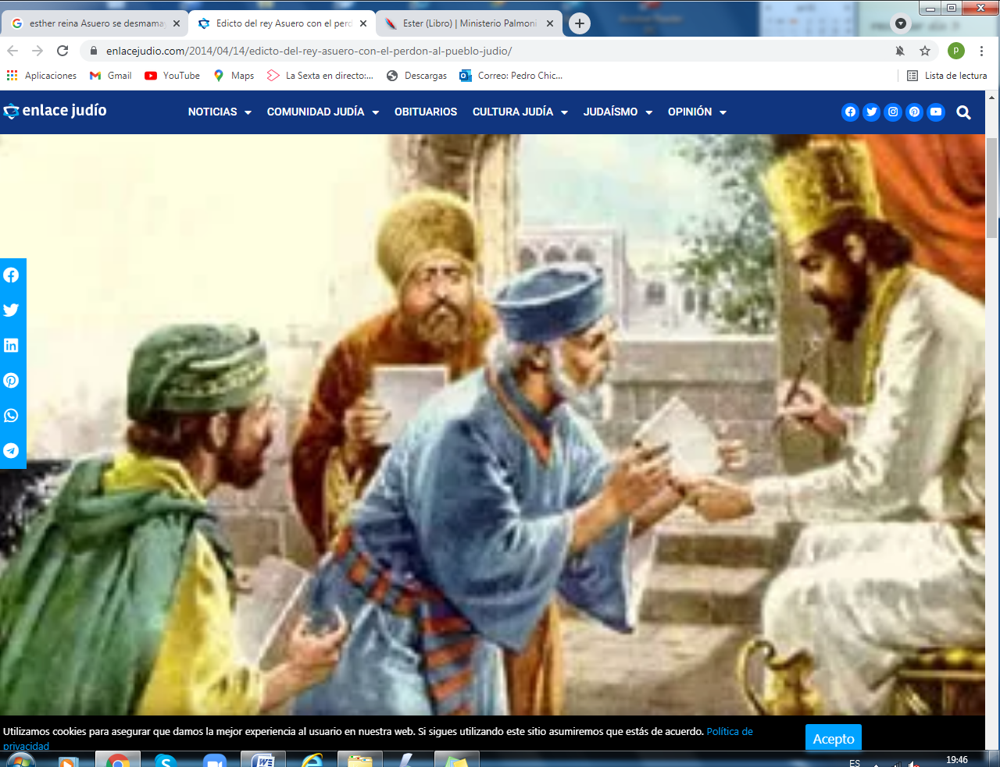 esther reina Asuero se desmama
Edicto del rey Asuero con el perd
Ester (Libro) | Ministerio Palmoni
enlacejudio.com/2014/04/14/edicto-del-rey-asuero-con-el-perdon-al-pueblo-judio/
p
Aplicaciones
Gmail
YouTube
Maps
La Sexta en directo:...
Descargas
Correo: Pedro Chic...
Lista de lectura
enlace judío
NOTICIAS
COMUNIDAD JUDÍA
OBITUARIOS
CULTURA JUDÍA
JUDAÍSMO
OPINIÓN
Utilizamos cookies para asegurar que damos la mejor experiencia al usuario en nuestra web. Si sigues utilizando este sitio asumiremos que estás de acuerdo. Política de
privacidad
Acepto
ES
19:46